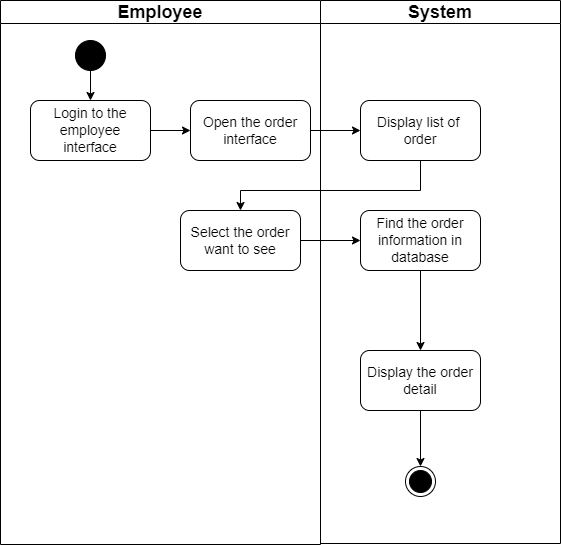 Employee
System
Login to the
employee
interface
Open the order
interface
Display list of
order
Select the order
want to see
Find the order
information in
database
Display the order
detail